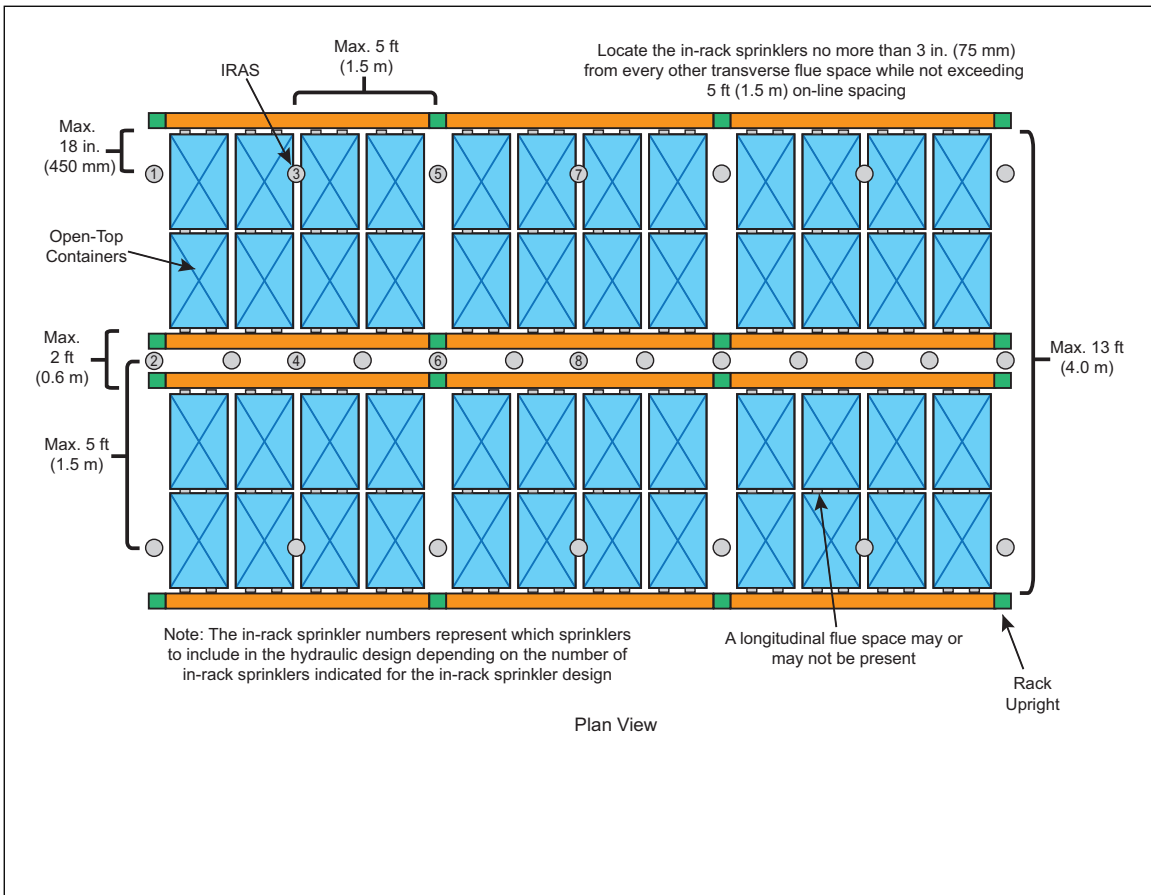 Max. 5 ft
(1.5 m)
IRAS
Locate the in-rack sprinklers no more than 3 in. (75 mm)
from every other transverse flue space while not exceeding
5 ft (1.5 m) on-line spacing
Max.
18 in.
(450 mm)
1
3
5
7
Open-Top
Containers
Max.
2 ft
(0.6 m)
2
4
6
8
Max. 13 ft
(4.0 m)
Max. 5 ft
(1.5 m)
Note: The in-rack sprinkler numbers represent which sprinklers
to include in the hydraulic design depending on the number of
in-rack sprinklers indicated for the in-rack sprinkler design
A longitudinal flue space may or
may not be present
Rack
Upright
Plan View